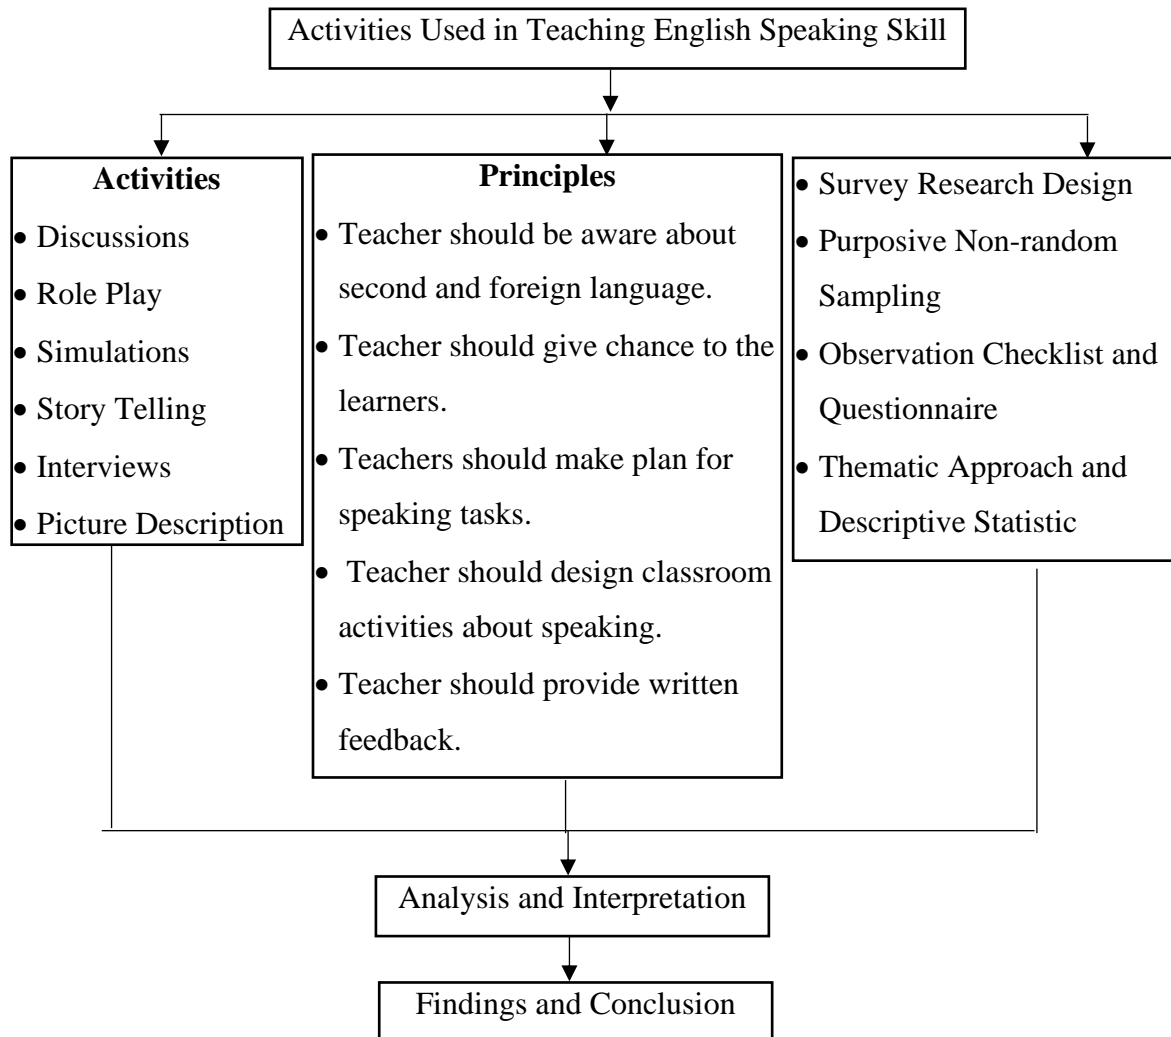 Activities Used in Teaching English Speaking Skill
Activities
• Discussions
• Role Play
• Simulations
• Story Telling
• Interviews
• Picture Description
Principles
• Teacher should be aware about
second and foreign language.
• Teacher should give chance to the
learners.
• Teachers should make plan for
speaking tasks.
• Teacher should design classroom
activities about speaking.
• Teacher should provide written
feedback.
• Survey Research Design
• Purposive Non-random
Sampling
• Observation Checklist and
Questionnaire
• Thematic Approach and
Descriptive Statistic
Analysis and Interpretation
Findings and Conclusion